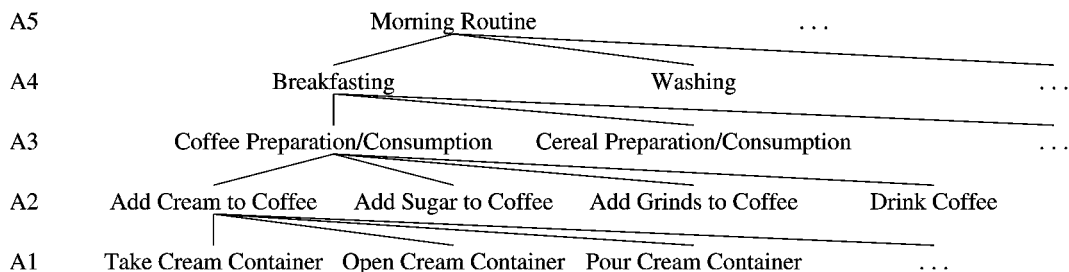 A5 Morning Routine . . .
A4 Breakfasting Washing . . .
A3 Coffee Preparation/Consumption Cereal Preparation/Consumption . . .
A2 Add Cream to Coffee Add Sugar to Coffee Add Grinds to Coffee Drink Coffee
A1 Take Cream Container Open Cream Container Pour Cream Container . . .